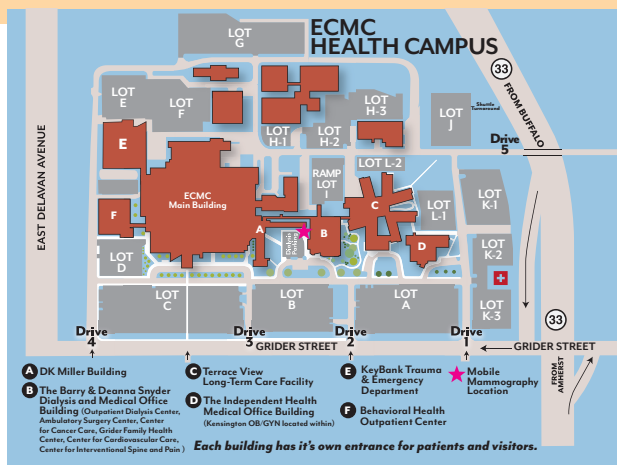 ECMC
HEALTH CAMPUS
LOT
G
33
FROM BUFFALO
LOT
E
LOT
F
LOT
H-3
LOT
H-1
LOT
H-2
LOT
J
Shuttle
Turnaround
Drive
5
E
EAST DELAVAN AVENUE
ECMC
Main Building
RAMP
LOT
I
LOT L-2
LOT
K-1
LOT
L-1
F
A
B
C
D
Dialysis
Parking
LOT
D
LOT
K-2
LOT
C
LOT
B
LOT
A
LOT
K-3
33
Drive
4
Drive
3
Drive
2
Drive
1
GRIDER STREET
GRIDER STREET
FROM
AMHERST
A DK Miller Building
B The Barry & Deanna Snyder
Dialysis and Medical Office
Building (Outpatient Dialysis Center,
Ambulatory Surgery Center, Center
for Cancer Care, Grider Family Health
Center, Center for Cardiovascular Care,
Center for Interventional Spine and Pain )
C Terrace View
Long-Term Care Facility
D The Independent Health
Medical Office Building
(Kensington OB/GYN located within)
E KeyBank Trauma
& Emergency
Department
F Behavioral Health
Outpatient Center
Mobile
Mammography
Location
Each building has it's own entrance for patients and visitors.